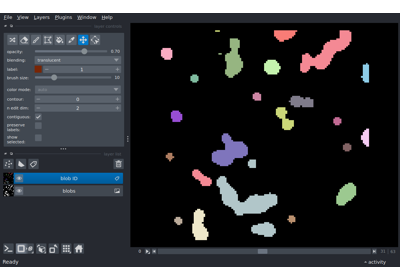 File View Layers Plugins Window Help
opacity: 0.70
blending: translucent
label: 1
brush size: 10
color mode:
contour: 0
n edit dim: 2
contiguous:
preserve
labels:
show
selected:
blob ID
blobs
Ready
activity